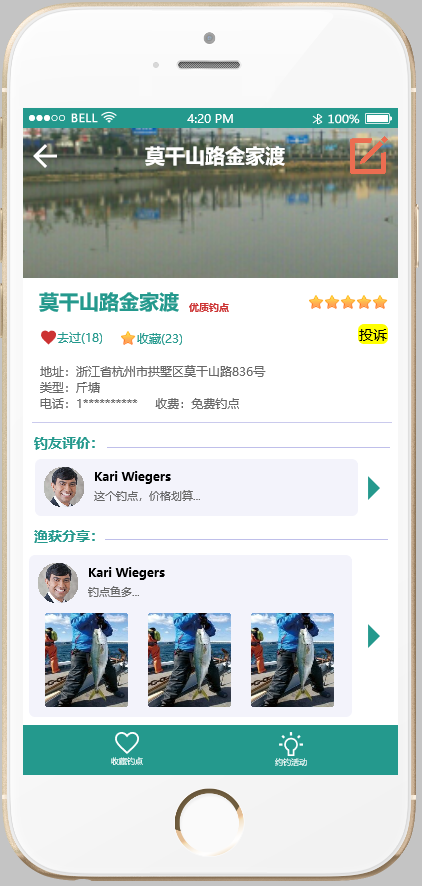 BELL 4:20 PM 100%
莫干山路金家渡
莫干山路金家渡 优质钓点
去过(18) 收藏(23) 投诉
地址：浙江省杭州市拱墅区莫干山路836号
类型：斤塘
电话：1********** 收费：免费钓点
钓友评价：
Kari Wiegers
这个钓点，价格划算...
渔获分享：
Kari Wiegers
钓点鱼多...
收藏钓点 约钓活动